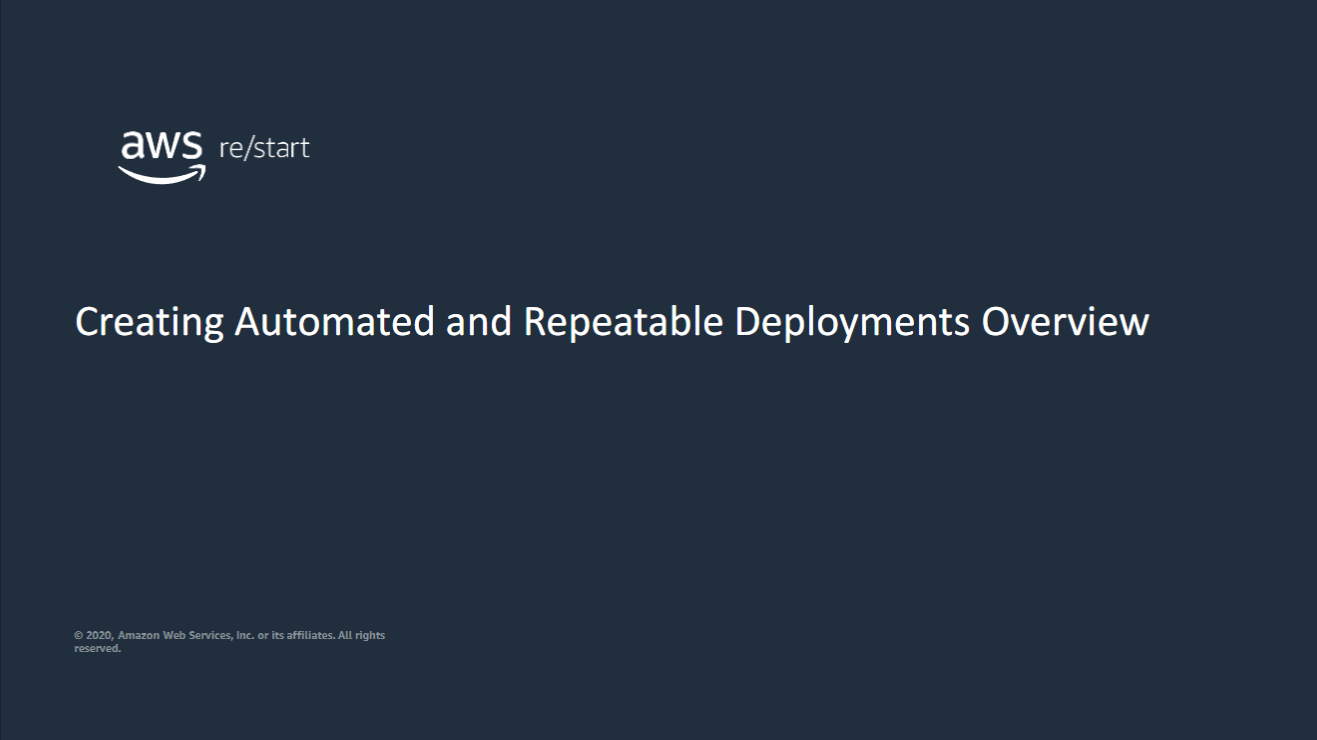 aws re/start
Creating Automated and Repeatable Deployments Overview
© 2020, Amazon Web Services, Inc. or its affiliates. All rights
reserved.